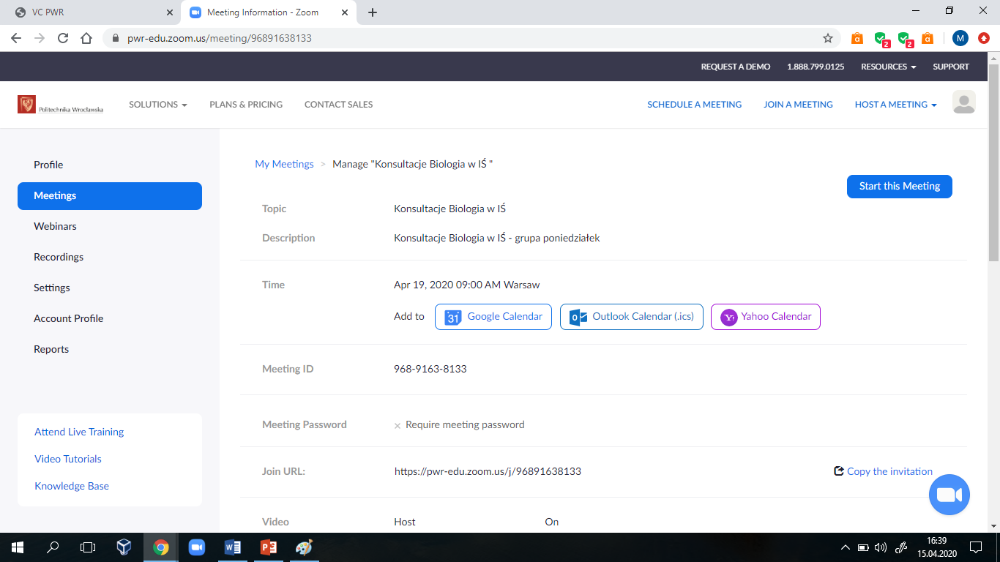 VC PWR
Meeting Information - Zoom
pwr-edu.zoom.us/meeting/96891638133
2
2
M
REQUEST A DEMO 1.888.799.0125 RESOURCES SUPPORT
Politechnika Wrocławska
SOLUTIONS PLANS & PRICING CONTACT SALES
SCHEDULE A MEETING JOIN A MEETING HOST A MEETING
Profile
Meetings
Webinars
Recordings
Settings
Account Profile
Reports
Attend Live Training
Video Tutorials
Knowledge Base
My Meetings > Manage "Konsultacje Biologia w IŚ "
Start this Meeting
Topic Konsultacje Biologia w IŚ
Description Konsultacje Biologia w IŚ - grupa poniedziałek
Time Apr 19, 2020 09:00 AM Warsaw
Add to 31 Google Calendar Outlook Calendar (.ics) Yahoo Calendar
Meeting ID 968-9163-8133
Meeting Password × Require meeting password
Join URL: https://pwr-edu.zoom.us/j/96891638133 Copy the invitation
Video Host On
16:39
15.04.2020